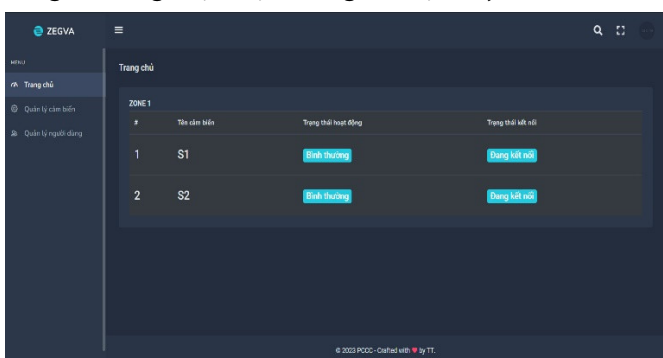 ZEGVA
MENU
Trang chủ
Trang chủ
Quản lý cảm biến
Quản lý người dùng
ZONE 1
# Tên cảm biến Trạng thái hoạt động Trạng thái kết nối
1 S1 Bình thường Đang kết nối
2 S2 Bình thường Đang kết nối
© 2023 PCCC - Crafted with ♥ by TT.